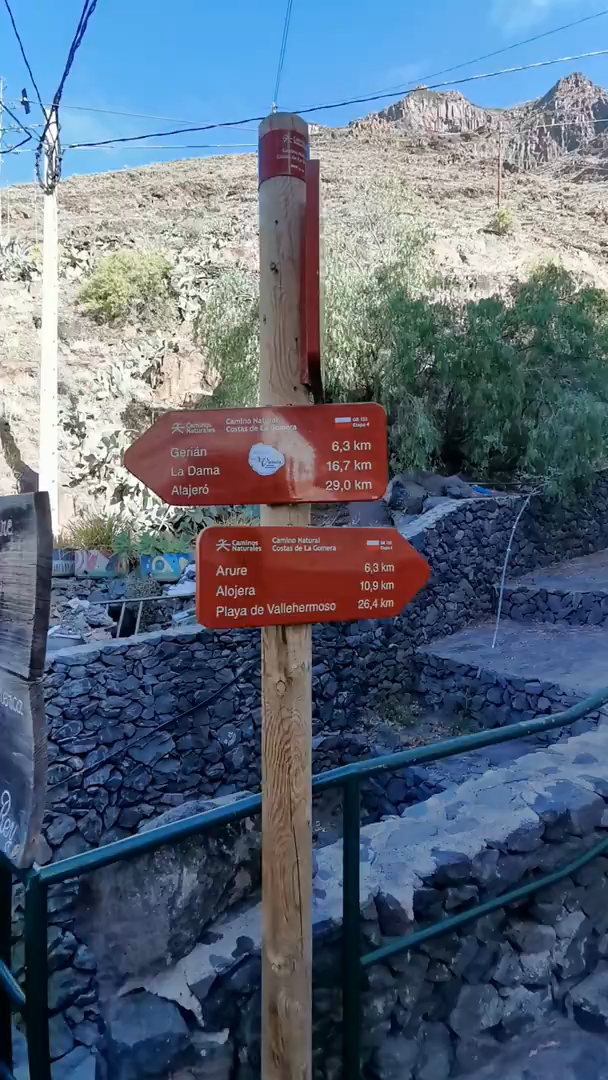 Caminos
Naturales
Camino Natural
Costas de La Gomera
GR 132
Etapa 4
Gerián 6,3 km
La Dama 16,7 km
Alajeró 29,0 km
Caminos
Naturales
Camino Natural
Costas de La Gomera
Arure 6,3 km
Alojera 10,9 km
Playa de Vallehermoso 26,4 km